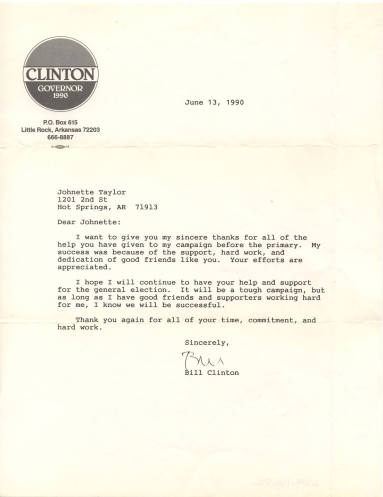 CLINTON
GOVERNOR
1990
P.O. Box 615
Little Rock, Arkansas 72203
666-8887
June 13, 1990
Johnette Taylor
1201 2nd St
Hot Springs, AR 71913
Dear Johnette:
I want to give you my sincere thanks for all of the
help you have given to my campaign before the primary. My
success was because of the support, hard work, and
dedication of good friends like you. Your efforts are
appreciated.
I hope I will continue to have your help and support
for the general election. It will be a tough campaign, but
as long as I have good friends and supporters working hard
for me, I know we will be successful.
Thank you again for all of your time, commitment, and
hard work.
Sincerely,
Bill
Bill Clinton